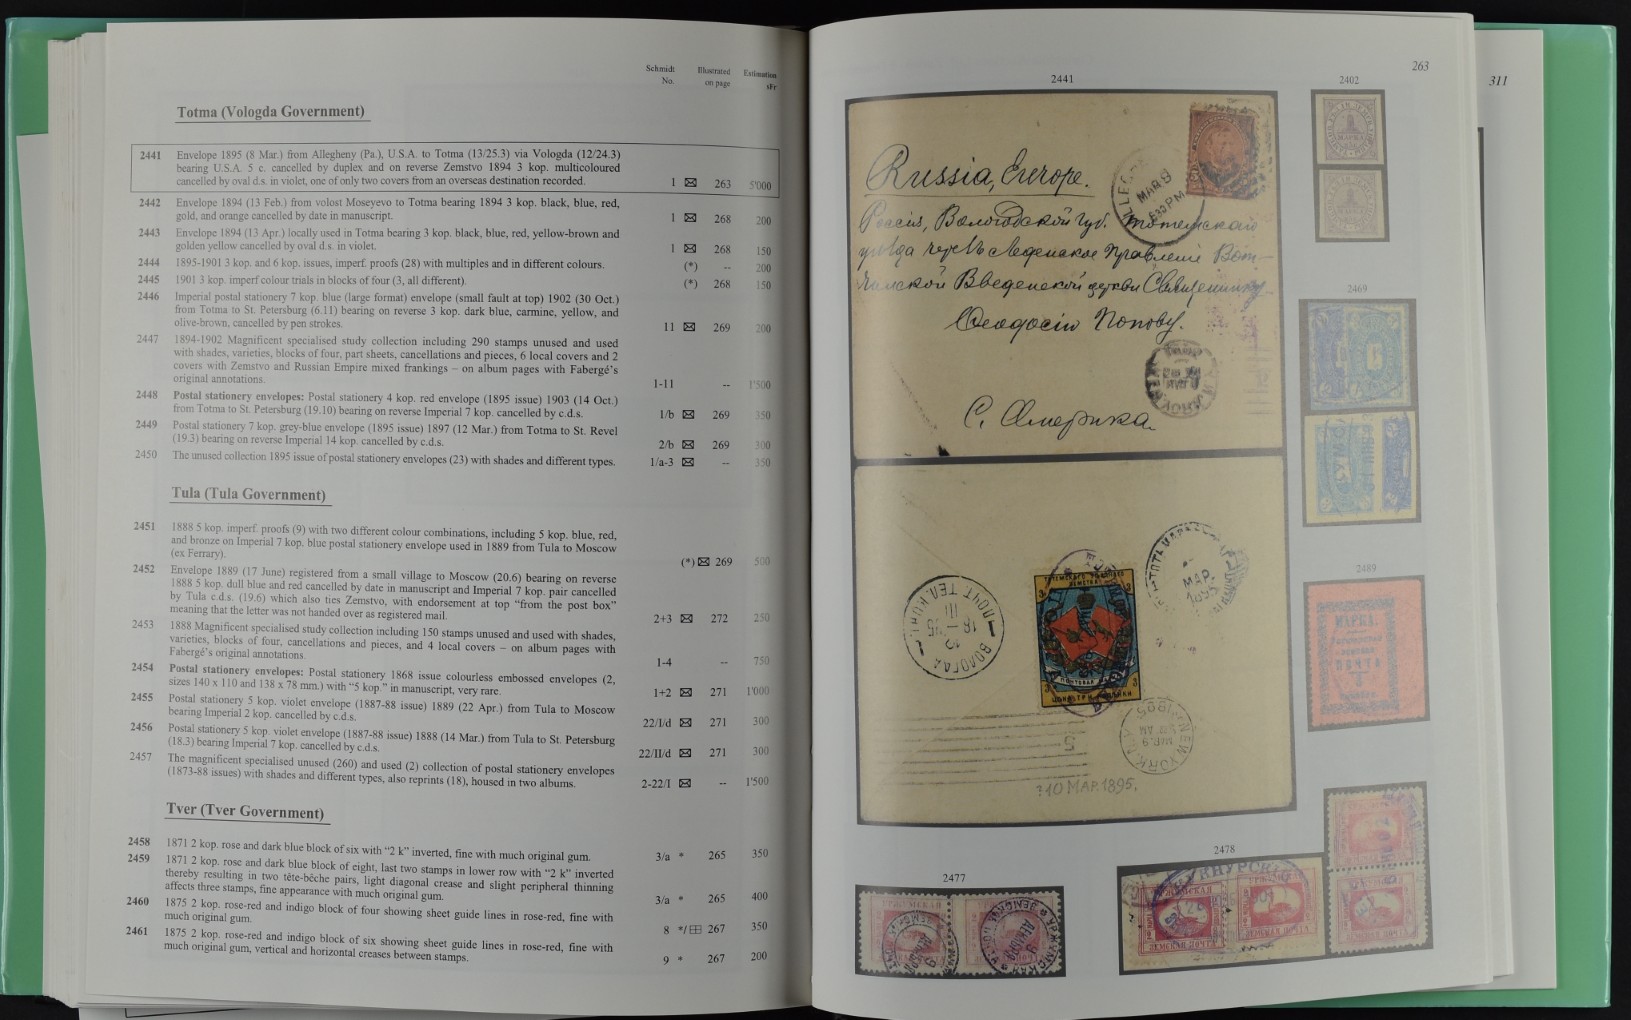 Schmidt Illustrated Estimation
No. on page sFr
Totma (Vologda Government)
2441 Envelope 1895 (8 Mar.) from Allegheny (Pa.), U.S.A. to Totma (13/25.3) via Vologda (12/24.3)
bearing U.S.A. 5 c. cancelled by duplex and on reverse Zemstvo 1894 3 kop. multicoloured
cancelled by oval d.s. in violet, one of only two covers from an overseas destination recorded. 1 ✉ 263 5'000
2442 Envelope 1894 (13 Feb.) from volost Moseyevo to Totma bearing 1894 3 kop. black, blue, red,
gold, and orange cancelled by date in manuscript. 1 ✉ 268 200
2443 Envelope 1894 (13 Apr.) locally used in Totma bearing 3 kop. black, blue, red, yellow-brown and
golden yellow cancelled by oval d.s. in violet. 1 ✉ 268 150
2444 1895-1901 3 kop. and 6 kop. issues, imperf. proofs (28) with multiples and in different colours. (*) -- 200
2445 1901 3 kop. imperf colour trials in blocks of four (3, all different). (*) 268 150
2446 Imperial postal stationery 7 kop. blue (large format) envelope (small fault at top) 1902 (30 Oct.)
from Totma to St. Petersburg (6.11) bearing on reverse 3 kop. dark blue, carmine, yellow, and
olive-brown, cancelled by pen strokes. 11 ✉ 269 200
2447 1894-1902 Magnificent specialised study collection including 290 stamps unused and used
with shades, varieties, blocks of four, part sheets, cancellations and pieces, 6 local covers and 2
covers with Zemstvo and Russian Empire mixed frankings – on album pages with Fabergé's
original annotations. 1-11 -- 1'500
2448 Postal stationery envelopes: Postal stationery 4 kop. red envelope (1895 issue) 1903 (14 Oct.)
from Totma to St. Petersburg (19.10) bearing on reverse Imperial 7 kop. cancelled by c.d.s. 1/b ✉ 269 350
2449 Postal stationery 7 kop. grey-blue envelope (1895 issue) 1897 (12 Mar.) from Totma to St. Revel
(19.3) bearing on reverse Imperial 14 kop. cancelled by c.d.s. 2/b ✉ 269 300
2450 The unused collection 1895 issue of postal stationery envelopes (23) with shades and different types. 1/a-3 ✉ -- 350
Tula (Tula Government)
2451 1888 5 kop. imperf. proofs (9) with two different colour combinations, including 5 kop. blue, red,
and bronze on Imperial 7 kop. blue postal stationery envelope used in 1889 from Tula to Moscow
(ex Ferrary). (*) ✉ 269 500
2452 Envelope 1889 (17 June) registered from a small village to Moscow (20.6) bearing on reverse
1888 5 kop. dull blue and red cancelled by date in manuscript and Imperial 7 kop. pair cancelled
by Tula c.d.s. (19.6) which also ties Zemstvo, with endorsement at top “from the post box”
meaning that the letter was not handed over as registered mail. 2+3 ✉ 272 250
2453 1888 Magnificent specialised study collection including 150 stamps unused and used with shades,
varieties, blocks of four, cancellations and pieces, and 4 local covers – on album pages with
Fabergé's original annotations. 1-4 -- 750
2454 Postal stationery envelopes: Postal stationery 1868 issue colourless embossed envelopes (2,
sizes 140 x 110 and 138 x 78 mm.) with “5 kop.” in manuscript, very rare. 1+2 ✉ 271 1'000
2455 Postal stationery 5 kop. violet envelope (1887-88 issue) 1889 (22 Apr.) from Tula to Moscow
bearing Imperial 2 kop. cancelled by c.d.s. 22/I/d ✉ 271 300
2456 Postal stationery 5 kop. violet envelope (1887-88 issue) 1888 (14 Mar.) from Tula to St. Petersburg
(18.3) bearing Imperial 7 kop. cancelled by c.d.s. 22/II/d ✉ 271 300
2457 The magnificent specialised unused (260) and used (2) collection of postal stationery envelopes
(1873-88 issues) with shades and different types, also reprints (18), housed in two albums. 2-22/I ✉ -- 1'500
Tver (Tver Government)
2458 1871 2 kop. rose and dark blue block of six with “2 k” inverted, fine with much original gum. 3/a * 265 350
2459 1871 2 kop. rose and dark blue block of eight, last two stamps in lower row with “2 k” inverted
thereby resulting in two tête-bêche pairs, light diagonal crease and slight peripheral thinning
affects three stamps, fine appearance with much original gum. 3/a * 265 400
2460 1875 2 kop. rose-red and indigo block of four showing sheet guide lines in rose-red, fine with
much original gum. 8 */⊞ 267 350
2461 1875 2 kop. rose-red and indigo block of six showing sheet guide lines in rose-red, fine with
much original gum, vertical and horizontal creases between stamps. 9 * 267 200
263
311
2441
Russia, Europe.
MAR 8
Россія, Вологодской губ. Тотемскаго
уѣзда черезъ Леденское Правленіе Вот-
чинской Введенской церкви Священнику
Феодосію Попову.
С. Америка.
ПОЧТ. ТЕЛ. КОН.
ВОЛОГДА
МАР.
1895
NEW YORK
MAR 9
1895
?10 МАР.1895.
2402
2469
2489
МАРКА
ПОЧТА
2477
2478
ЗЕМСКАЯ ПОЧТА
ЗЕМСКАЯ ПОЧТА